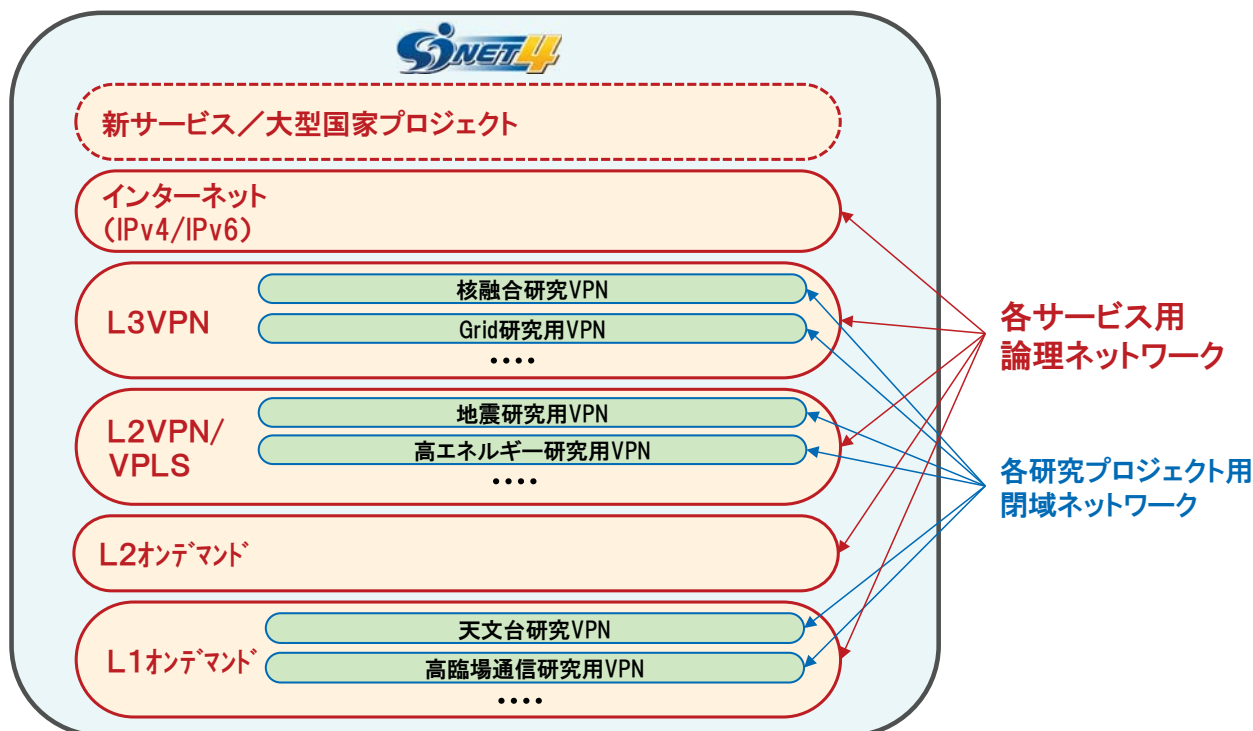 SINET4
新サービス／大型国家プロジェクト
インターネット
(IPv4/IPv6)
L3VPN
核融合研究VPN
Grid研究用VPN
••••
L2VPN/
VPLS
地震研究用VPN
高エネルギー研究用VPN
••••
L2ｵﾝﾃﾞﾏﾝﾄﾞ
L1ｵﾝﾃﾞﾏﾝﾄﾞ
天文台研究VPN
高臨場通信研究用VPN
••••
各サービス用
論理ネットワーク
各研究プロジェクト用
閉域ネットワーク